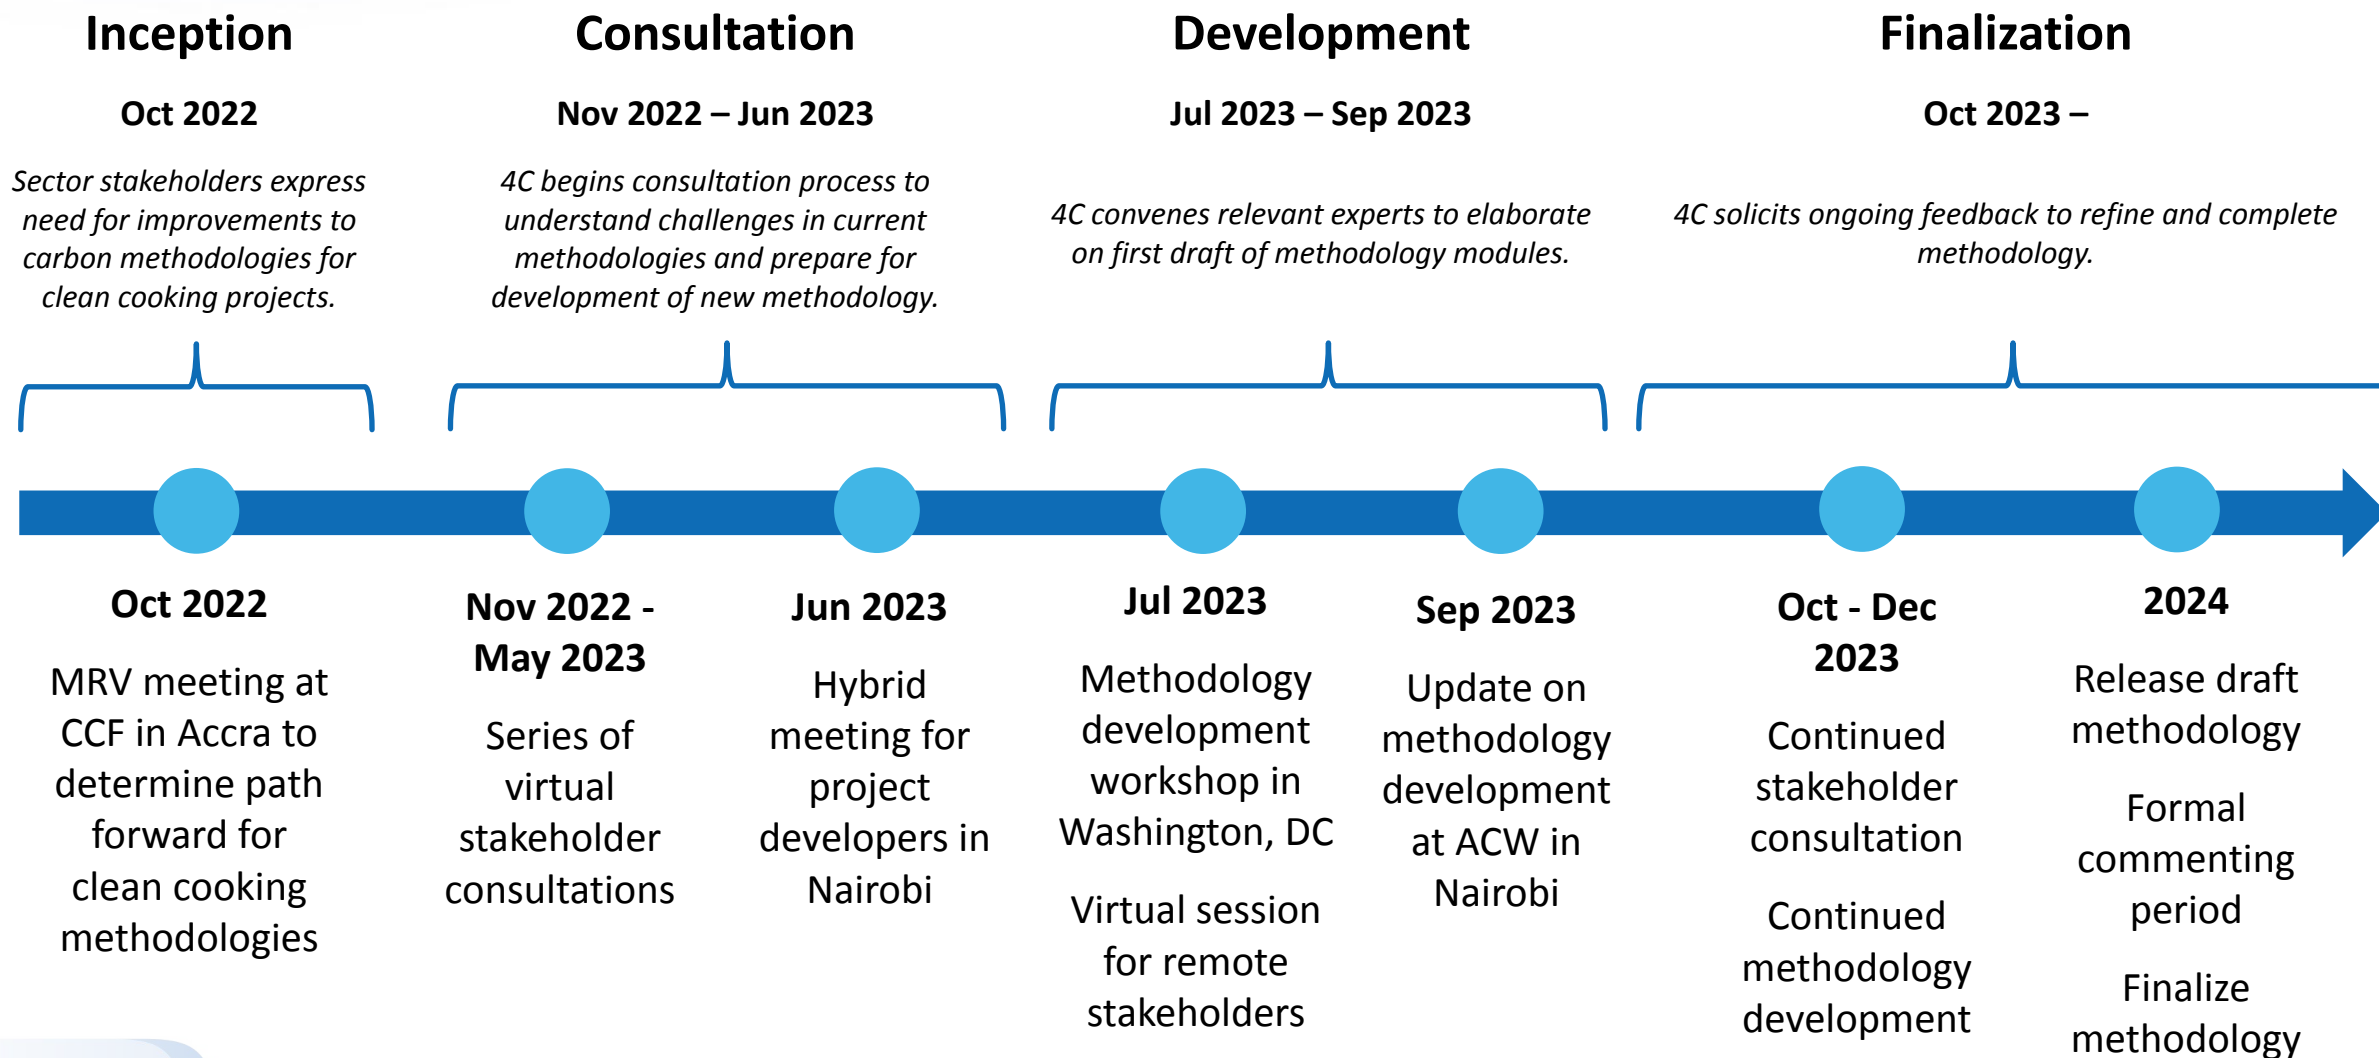 Inception
Oct 2022
Sector stakeholders express
need for improvements to
carbon methodologies for
clean cooking projects.
Consultation
Nov 2022 – Jun 2023
4C begins consultation process to
understand challenges in current
methodologies and prepare for
development of new methodology.
Development
Jul 2023 – Sep 2023
4C convenes relevant experts to elaborate
on first draft of methodology modules.
Finalization
Oct 2023 –
4C solicits ongoing feedback to refine and complete
methodology.
Oct 2022
MRV meeting at
CCF in Accra to
determine path
forward for
clean cooking
methodologies
Nov 2022 -
May 2023
Series of
virtual
stakeholder
consultations
Jun 2023
Hybrid
meeting for
project
developers in
Nairobi
Jul 2023
Methodology
development
workshop in
Washington, DC
Virtual session
for remote
stakeholders
Sep 2023
Update on
methodology
development
at ACW in
Nairobi
Oct - Dec
2023
Continued
stakeholder
consultation
Continued
methodology
development
2024
Release draft
methodology
Formal
commenting
period
Finalize
methodology